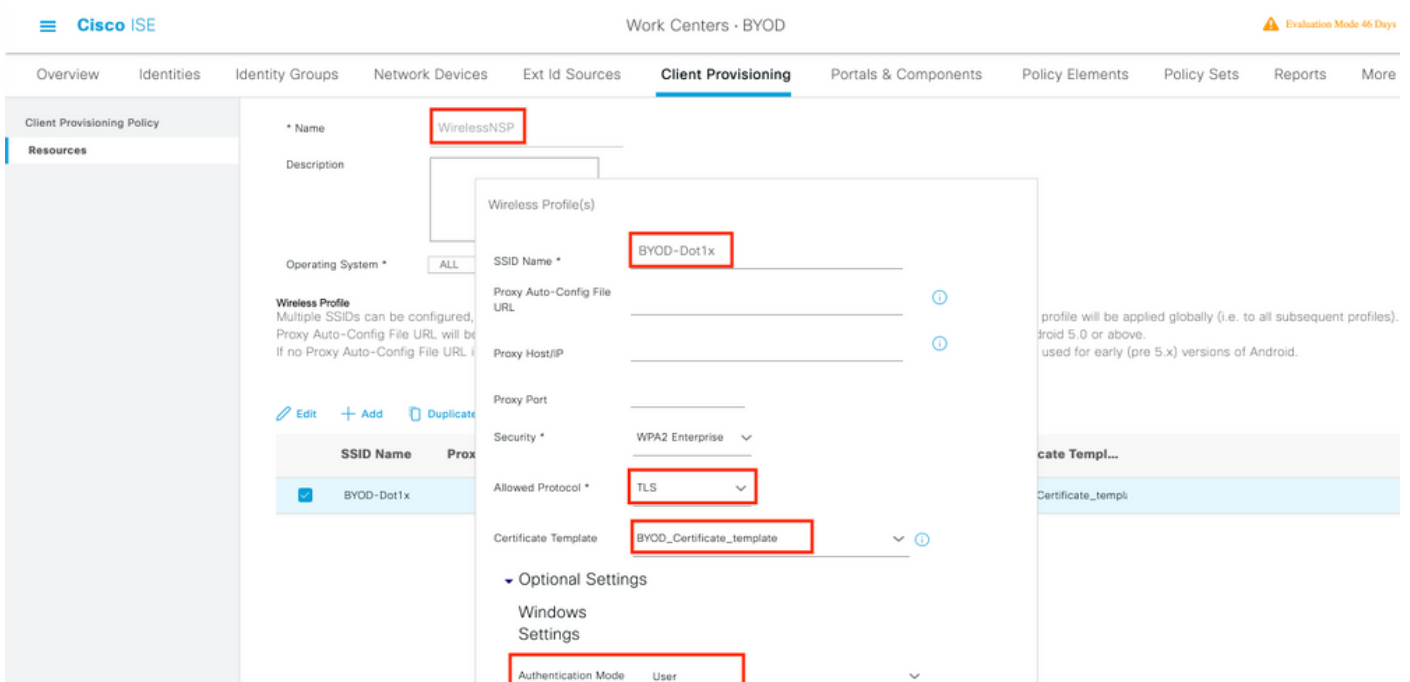 Cisco ISE
Work Centers · BYOD
Evaluation Mode 46 Days
Overview Identities Identity Groups Network Devices Ext Id Sources Client Provisioning Portals & Components Policy Elements Policy Sets Reports More
Client Provisioning Policy
Resources
* Name WirelessNSP
Description
Operating System * ALL
Wireless Profile
Multiple SSIDs can be configured,
Proxy Auto-Config File URL will be
If no Proxy Auto-Config File URL
profile will be applied globally (i.e. to all subsequent profiles).
droid 5.0 or above.
used for early (pre 5.x) versions of Android.
Edit Add Duplicate
SSID Name Prox
cate Templ...
BYOD-Dot1x
Certificate_templa
Wireless Profile(s)
SSID Name * BYOD-Dot1x
Proxy Auto-Config File
URL
Proxy Host/IP
Proxy Port
Security * WPA2 Enterprise
Allowed Protocol * TLS
Certificate Template BYOD_Certificate_template
Optional Settings
Windows
Settings
Authentication Mode User